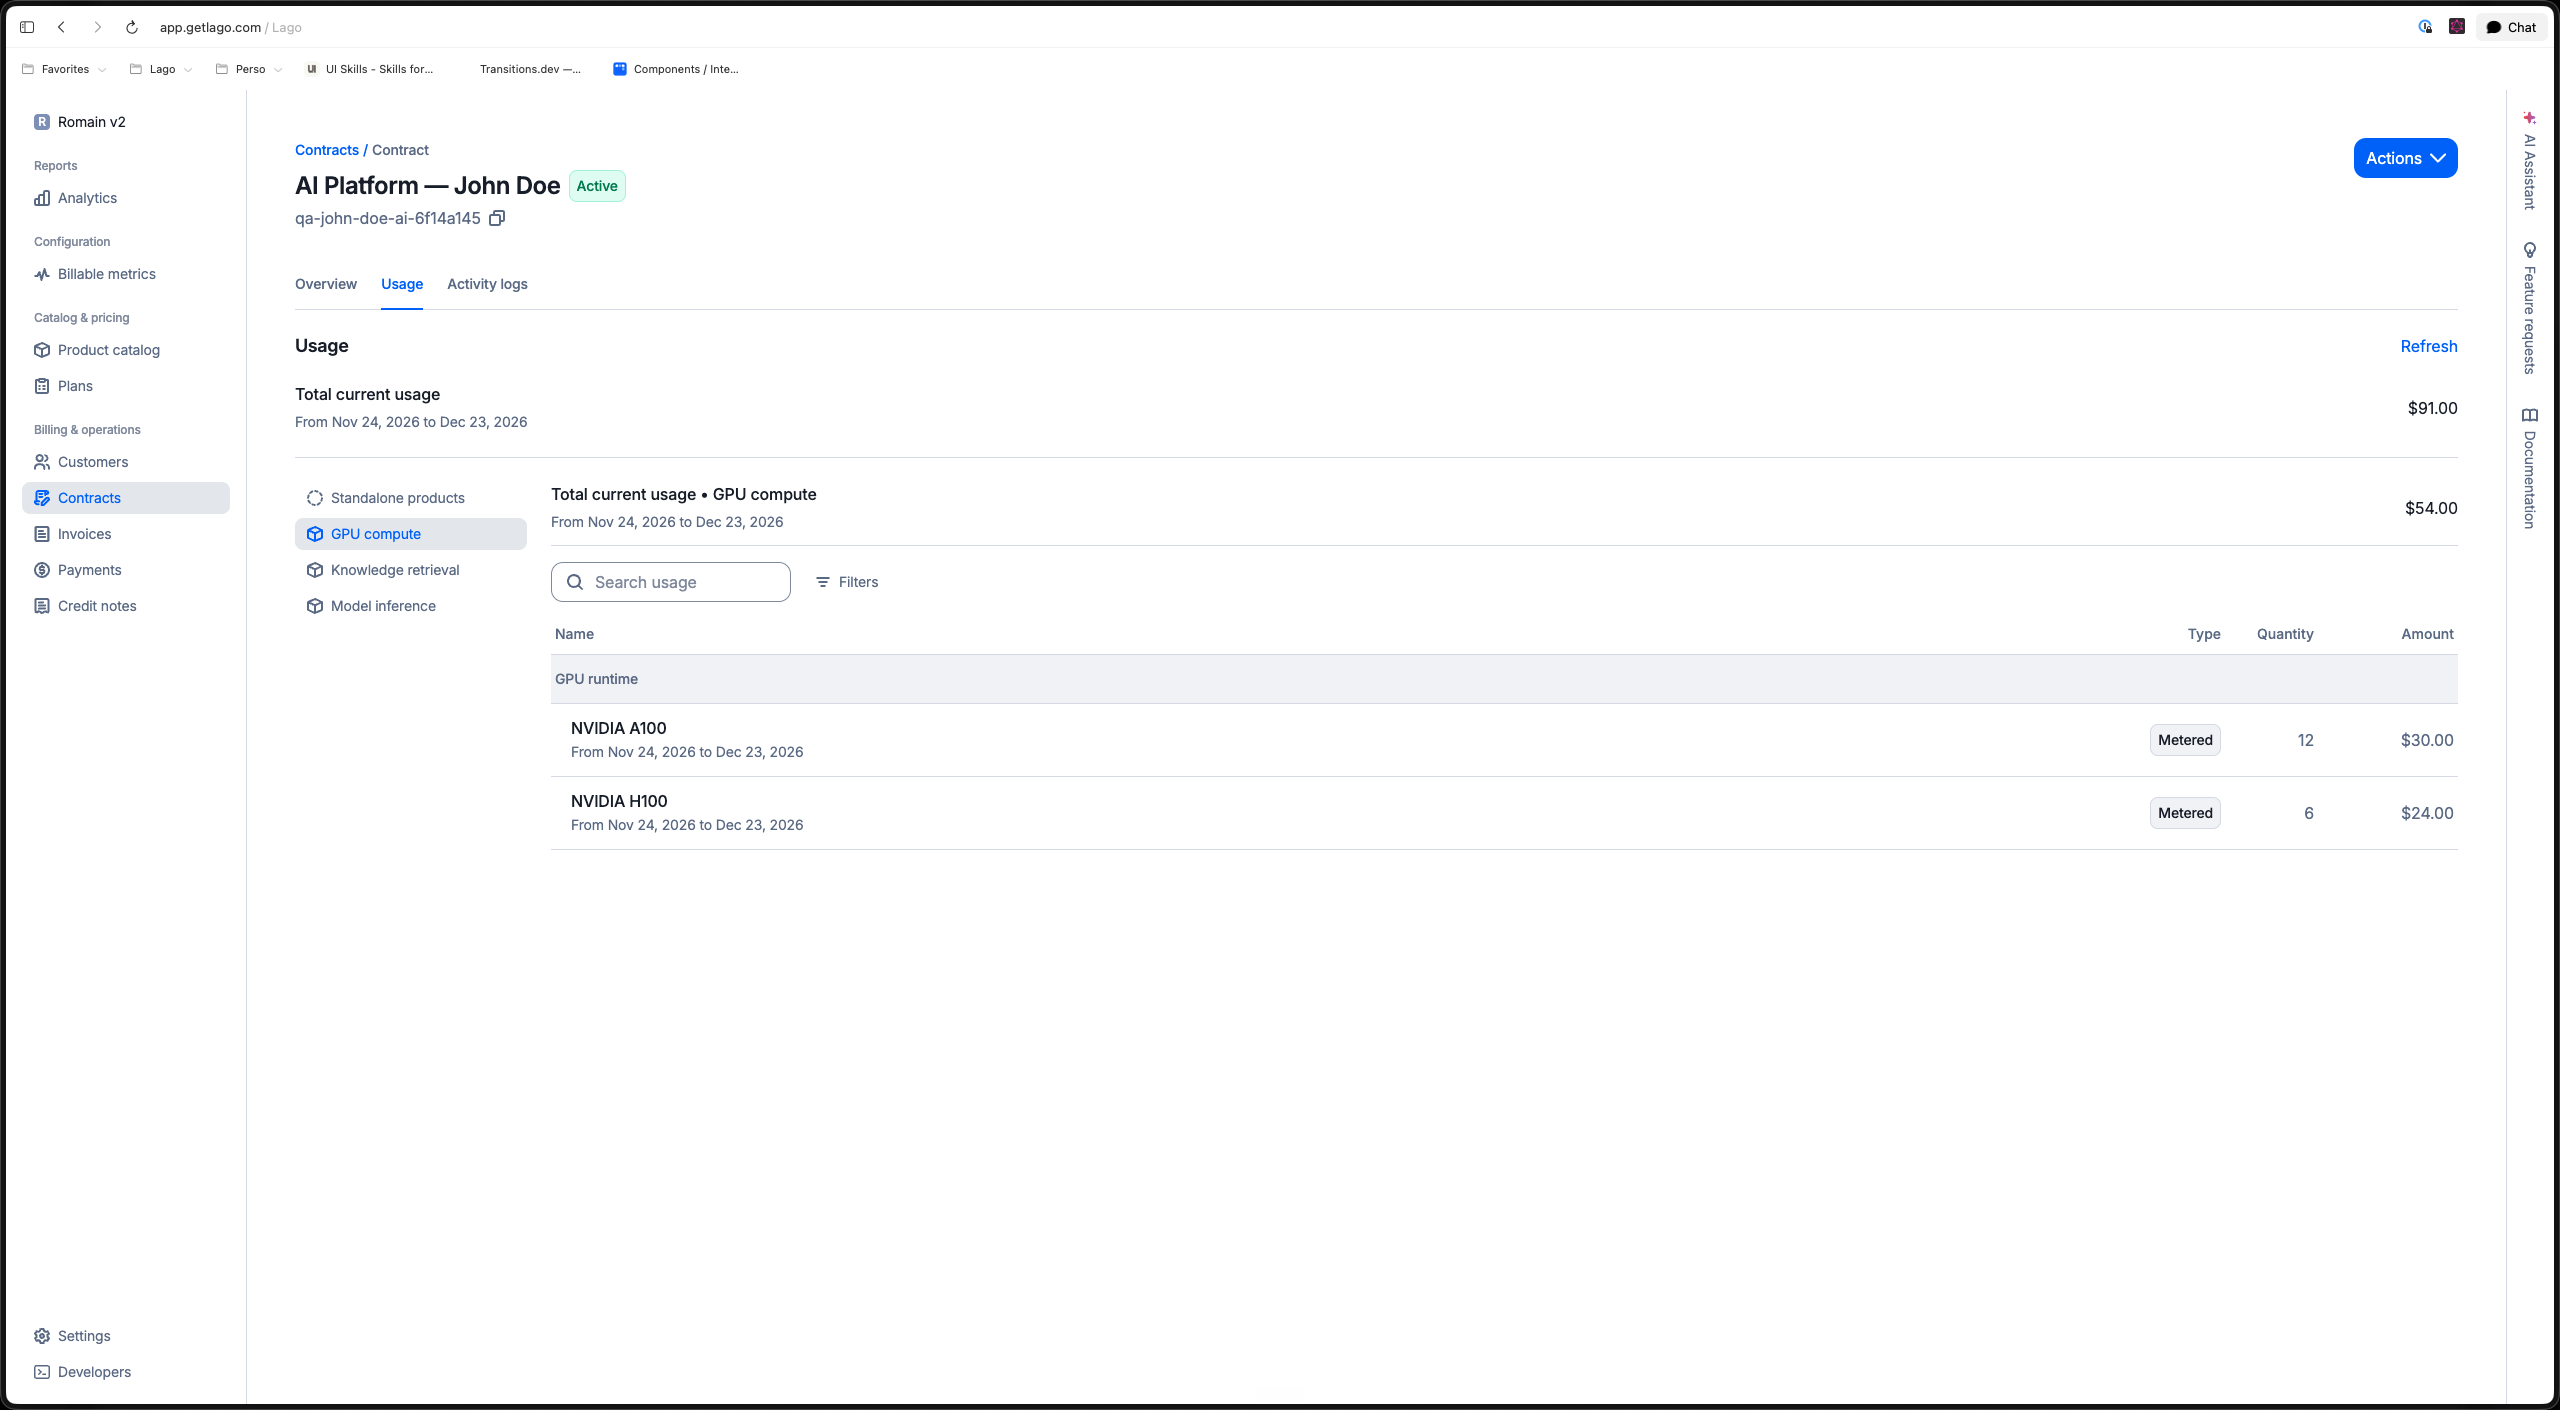 app.getlago.com / Lago
Chat
Favorites
Lago
Perso
UI UI Skills - Skills for...
Transitions.dev —...
Components / Inte...
R Romain v2
Reports
Analytics
Configuration
Billable metrics
Catalog & pricing
Product catalog
Plans
Billing & operations
Customers
Contracts
Invoices
Payments
Credit notes
Settings
Developers
Contracts / Contract
AI Platform — John Doe Active
qa-john-doe-ai-6f14a145
Actions
Overview Usage Activity logs
Usage
Refresh
Total current usage
From Nov 24, 2026 to Dec 23, 2026
$91.00
Standalone products
GPU compute
Knowledge retrieval
Model inference
Total current usage • GPU compute
From Nov 24, 2026 to Dec 23, 2026
$54.00
Search usage
Filters
Name Type Quantity Amount
GPU runtime
NVIDIA A100
From Nov 24, 2026 to Dec 23, 2026
Metered 12 $30.00
NVIDIA H100
From Nov 24, 2026 to Dec 23, 2026
Metered 6 $24.00
AI Assistant
Feature requests
Documentation